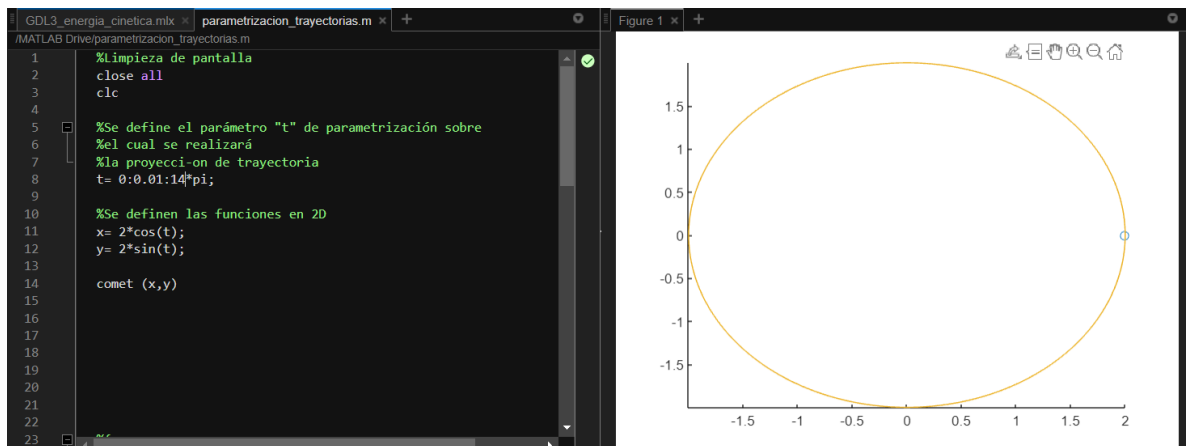 GDL3_energia_cinetica.mlx × parametrizacion_trayectorias.m × +
/MATLAB Drive/parametrizacion_trayectorias.m
1 %Limpieza de pantalla
2 close all
3 clc
4
5 %Se define el parámetro "t" de parametrización sobre
6 %el cual se realizará
7 %la proyecci-on de trayectoria
8 t= 0:0.01:14*pi;
9
10 %Se definen las funciones en 2D
11 x= 2*cos(t);
12 y= 2*sin(t);
13
14 comet (x,y)
15
16
17
18
19
20
21
22
23
Figure 1 × +
1.5
1
0.5
0
-0.5
-1
-1.5
-1.5 -1 -0.5 0 0.5 1 1.5 2